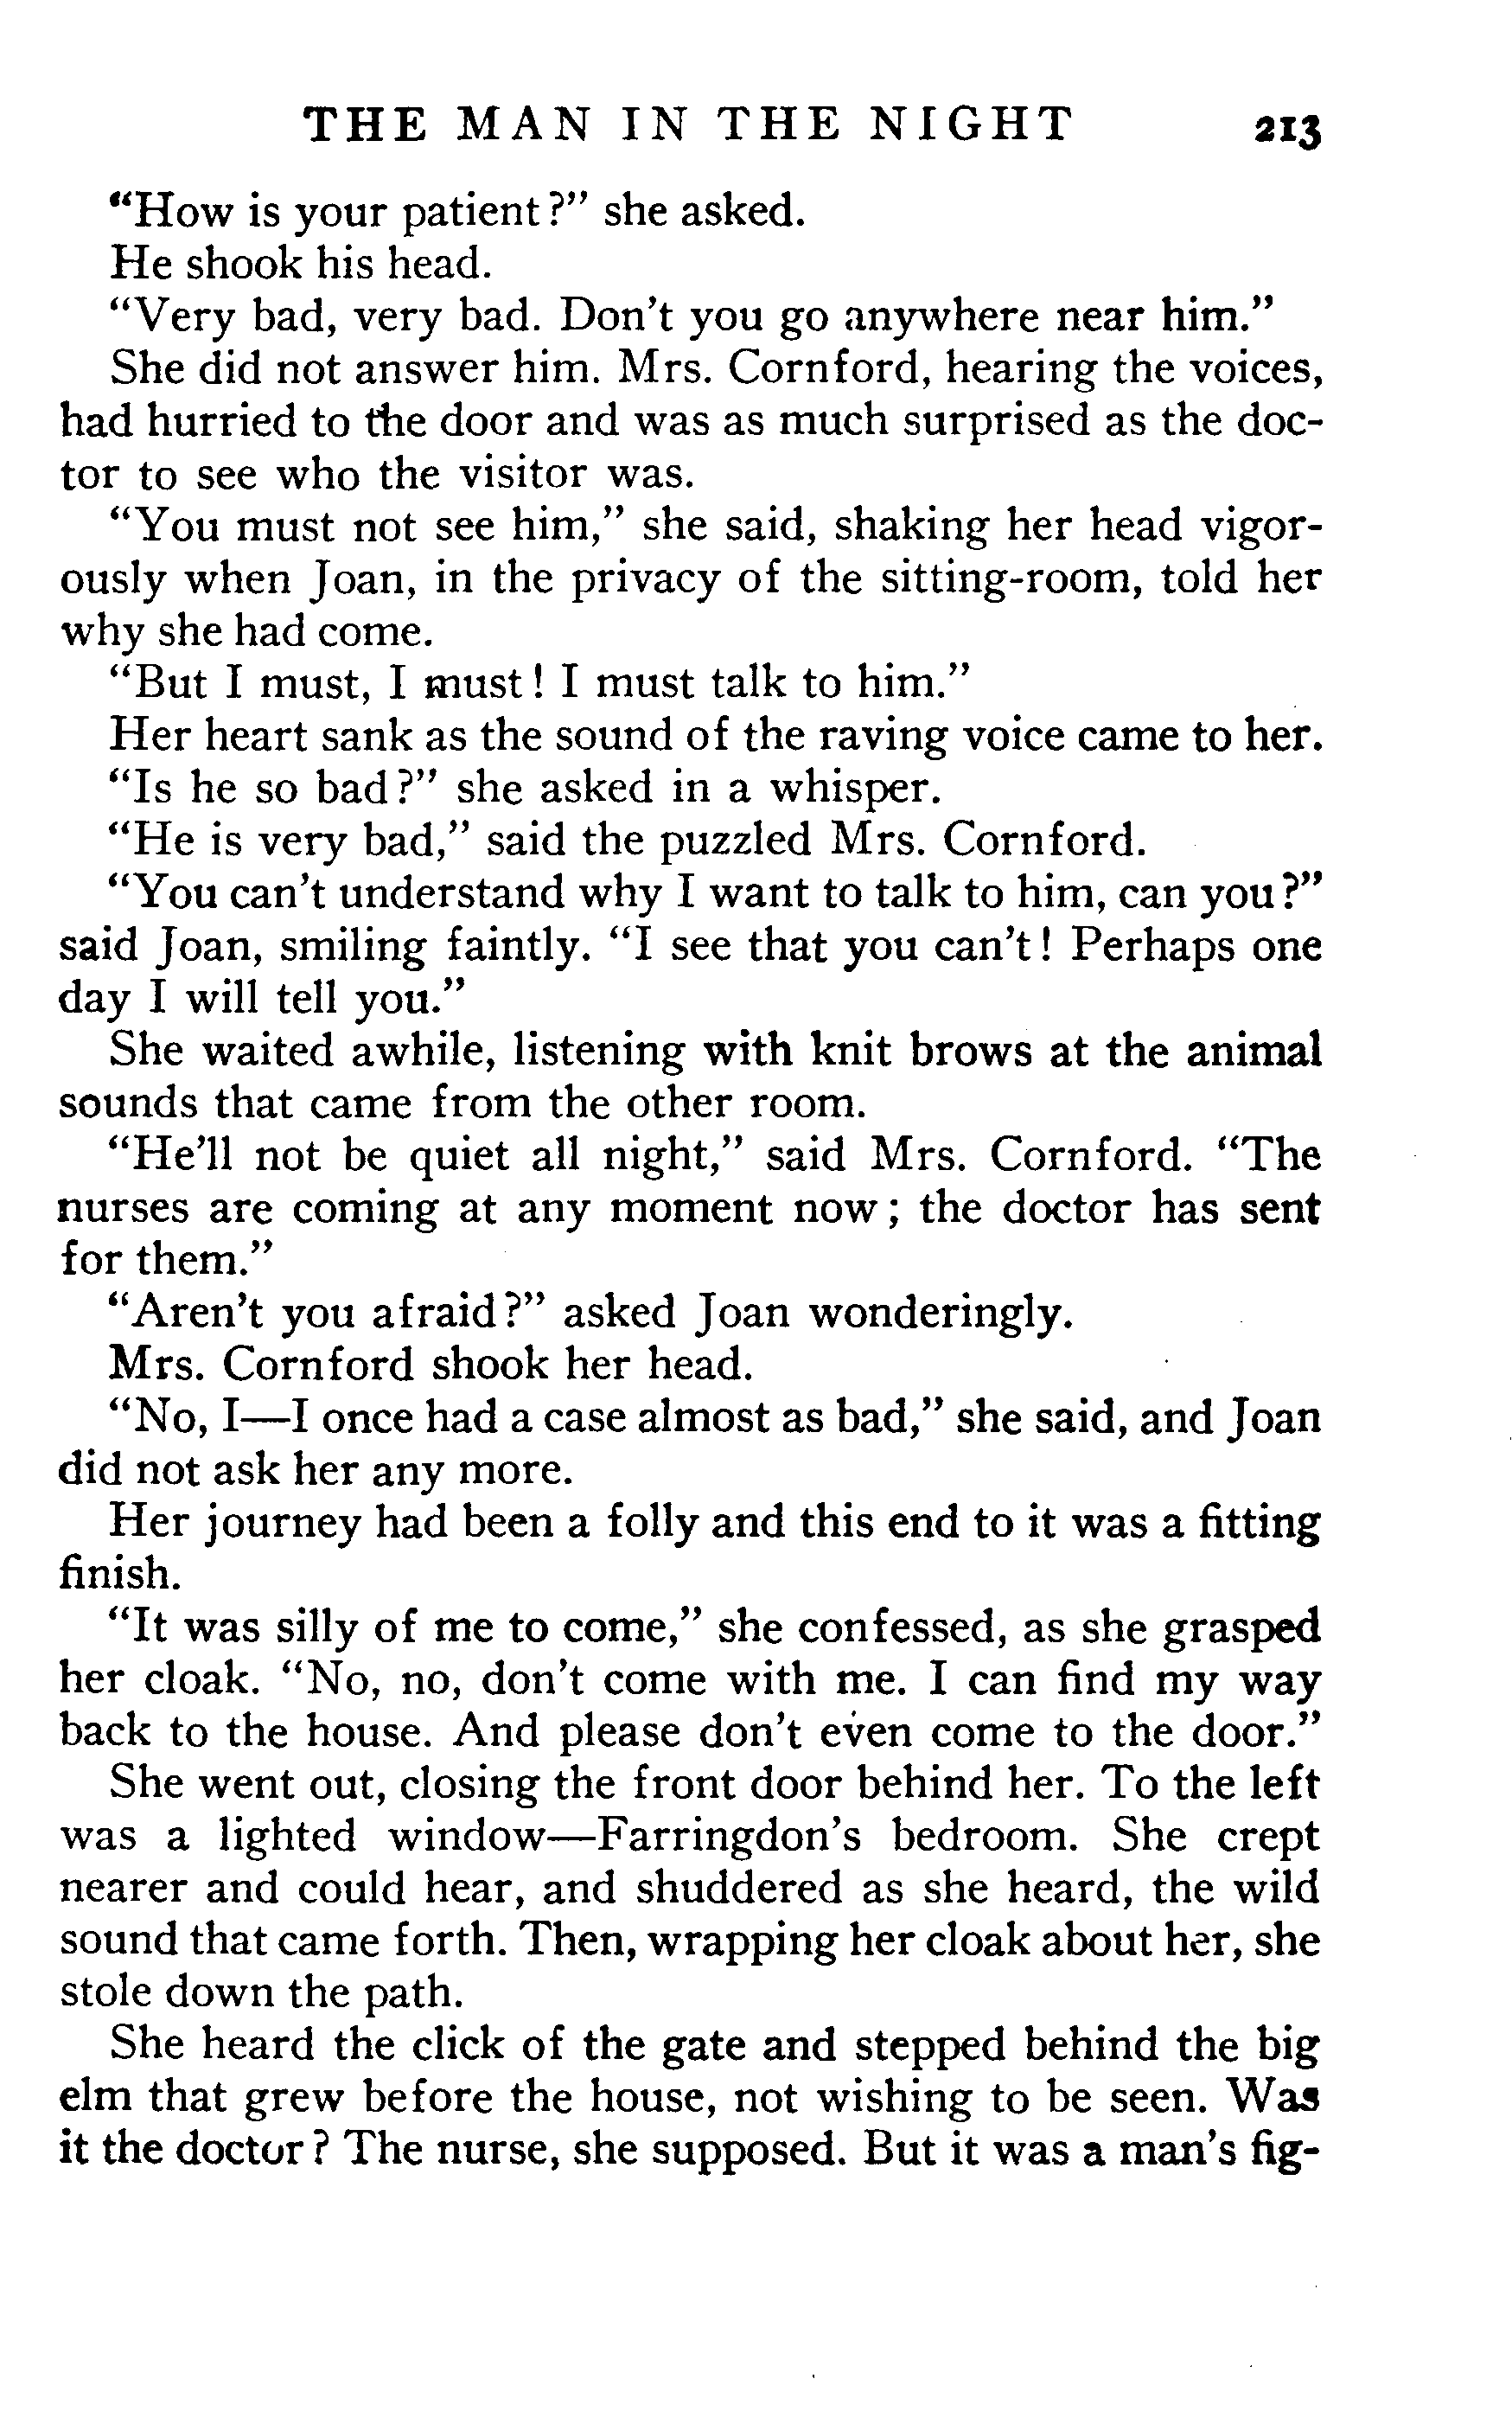 THE MAN IN THE NIGHT 213
"How is your patient?" she asked.
He shook his head.
"Very bad, very bad. Don't you go anywhere near him."
She did not answer him. Mrs. Cornford, hearing the voices,
had hurried to the door and was as much surprised as the doc-
tor to see who the visitor was.
"You must not see him," she said, shaking her head vigor-
ously when Joan, in the privacy of the sitting-room, told her
why she had come.
"But I must, I must! I must talk to him."
Her heart sank as the sound of the raving voice came to her.
"Is he so bad?" she asked in a whisper.
"He is very bad," said the puzzled Mrs. Cornford.
"You can't understand why I want to talk to him, can you?"
said Joan, smiling faintly. "I see that you can't! Perhaps one
day I will tell you."
She waited awhile, listening with knit brows at the animal
sounds that came from the other room.
"He'll not be quiet all night," said Mrs. Cornford. "The
nurses are coming at any moment now; the doctor has sent
for them."
"Aren't you afraid?" asked Joan wonderingly.
Mrs. Cornford shook her head.
"No, I—I once had a case almost as bad," she said, and Joan
did not ask her any more.
Her journey had been a folly and this end to it was a fitting
finish.
"It was silly of me to come," she confessed, as she grasped
her cloak. "No, no, don't come with me. I can find my way
back to the house. And please don't even come to the door."
She went out, closing the front door behind her. To the left
was a lighted window—Farringdon's bedroom. She crept
nearer and could hear, and shuddered as she heard, the wild
sound that came forth. Then, wrapping her cloak about her, she
stole down the path.
She heard the click of the gate and stepped behind the big
elm that grew before the house, not wishing to be seen. Was
it the doctor? The nurse, she supposed. But it was a man's fig-